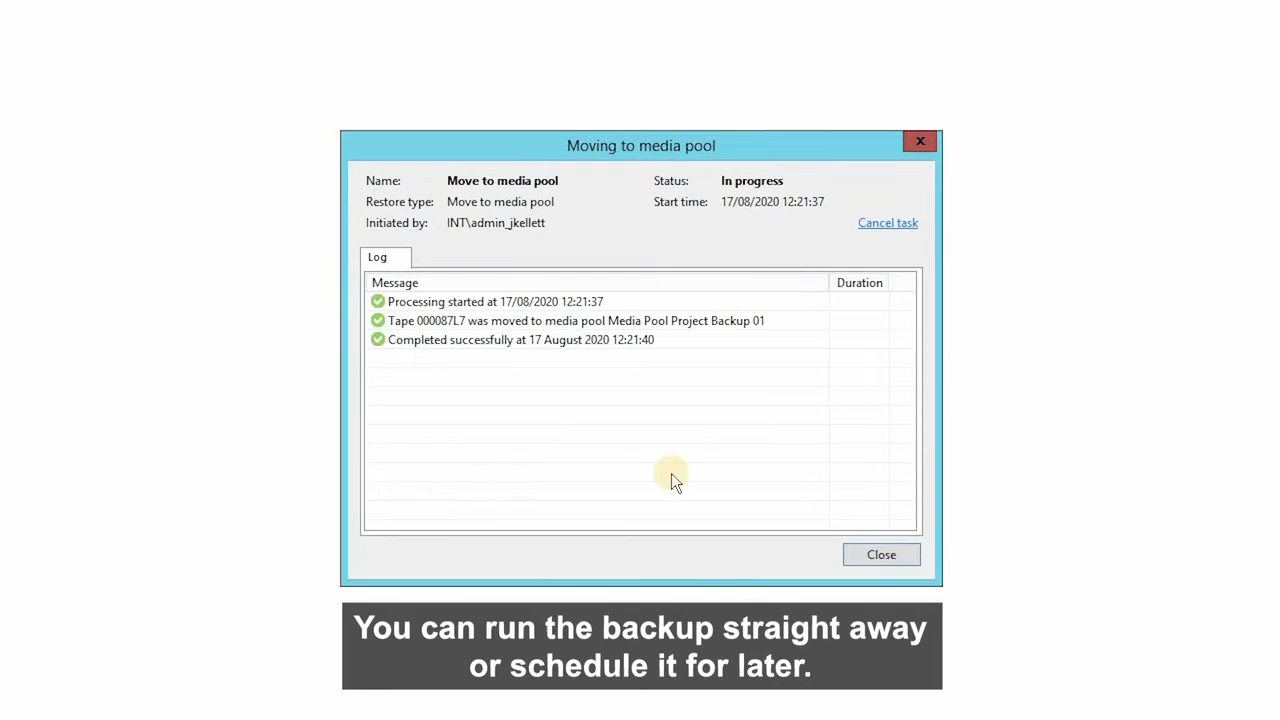 Moving to media pool
x
Name: Move to media pool Status: In progress
Restore type: Move to media pool Start time: 17/08/2020 12:21:37
Initiated by: INT\admin_jkellett Cancel task
Log
Message Duration
Processing started at 17/08/2020 12:21:37
Tape 000087L7 was moved to media pool Media Pool Project Backup 01
Completed successfully at 17 August 2020 12:21:40
Close
You can run the backup straight away
or schedule it for later.